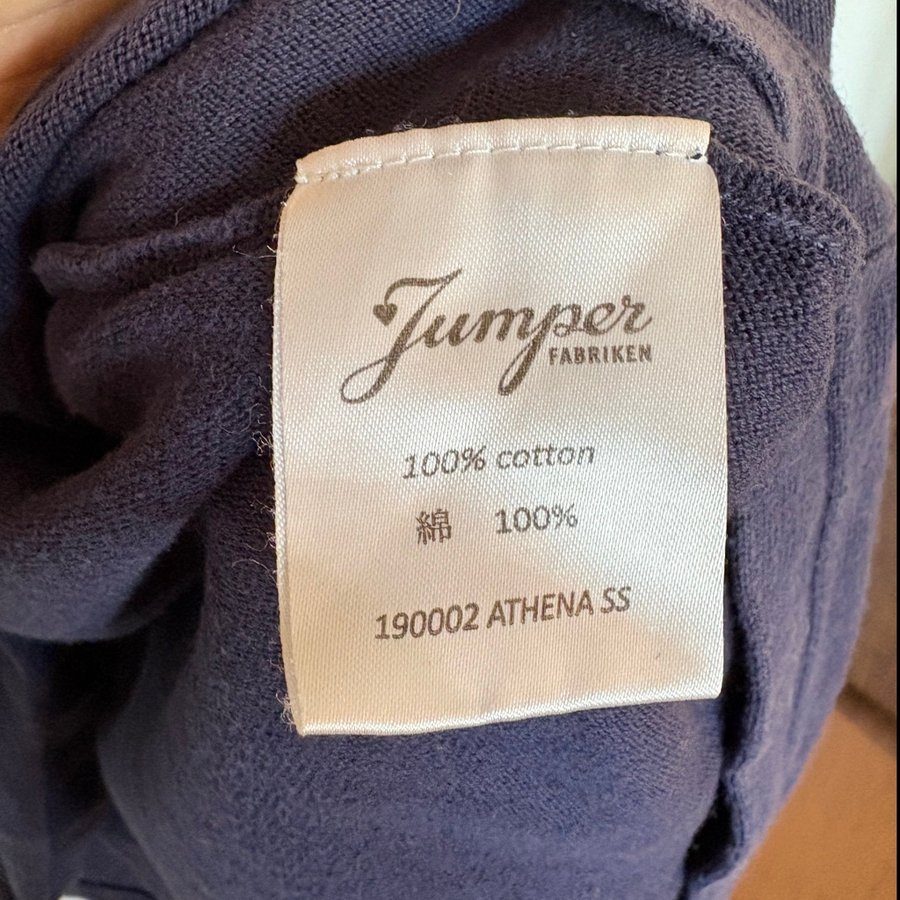 Jumper
FABRIKEN
100% cotton
綿 100%
190002 ATHENA SS